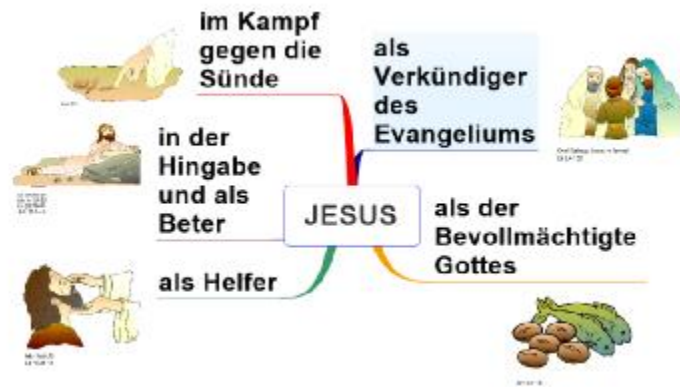 im Kampf
gegen die
Sünde
als
Verkündiger
des
Evangeliums
in der
Hingabe
und als
Beter
JESUS
als der
Bevollmächtigte
Gottes
als Helfer